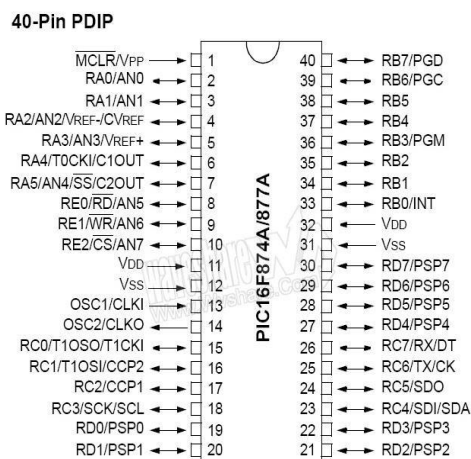 40-Pin PDIP
MCLR/VPP 1 40 RB7/PGD
RA0/AN0 2 39 RB6/PGC
RA1/AN1 3 38 RB5
RA2/AN2/VREF-/CVREF 4 37 RB4
RA3/AN3/VREF+ 5 36 RB3/PGM
RA4/T0CKI/C1OUT 6 35 RB2
RA5/AN4/SS/C2OUT 7 34 RB1
RE0/RD/AN5 8 33 RB0/INT
RE1/WR/AN6 9 32 VDD
RE2/CS/AN7 10 31 VSS
VDD 11 30 RD7/PSP7
VSS 12 29 RD6/PSP6
OSC1/CLKI 13 28 RD5/PSP5
OSC2/CLKO 14 27 RD4/PSP4
RC0/T1OSO/T1CKI 15 26 RC7/RX/DT
RC1/T1OSI/CCP2 16 25 RC6/TX/CK
RC2/CCP1 17 24 RC5/SDO
RC3/SCK/SCL 18 23 RC4/SDI/SDA
RD0/PSP0 19 22 RD3/PSP3
RD1/PSP1 20 21 RD2/PSP2
PIC16F874A/877A